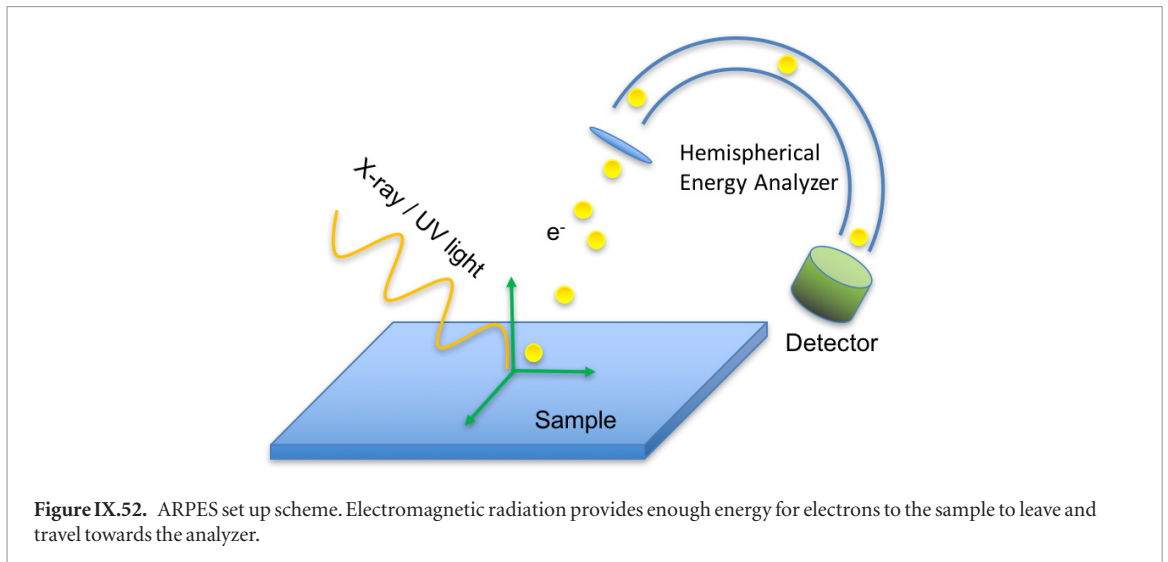 X-ray / UV light
e-
Hemispherical
Energy Analyzer
Detector
Sample
Figure IX.52. ARPES set up scheme. Electromagnetic radiation provides enough energy for electrons to the sample to leave and
travel towards the analyzer.